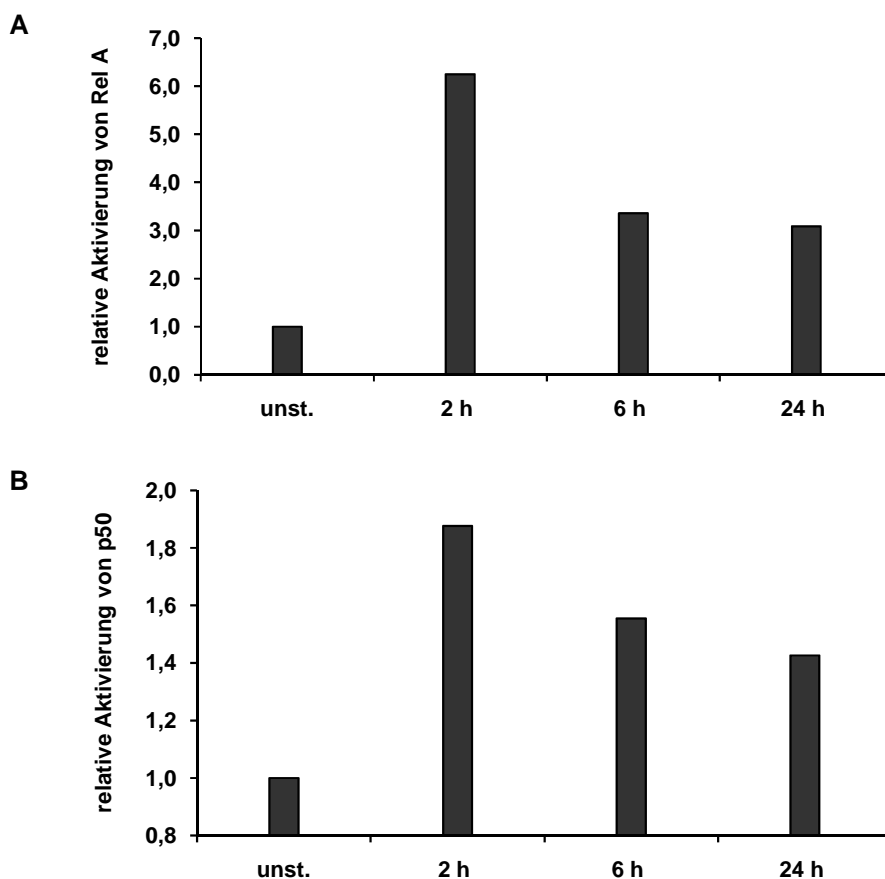 A
relative Aktivierung von Rel A
7,0
6,0
5,0
4,0
3,0
2,0
1,0
0,0
unst. 2 h 6 h 24 h
B
relative Aktivierung von p50
2,0
1,8
1,6
1,4
1,2
1,0
0,8
unst. 2 h 6 h 24 h